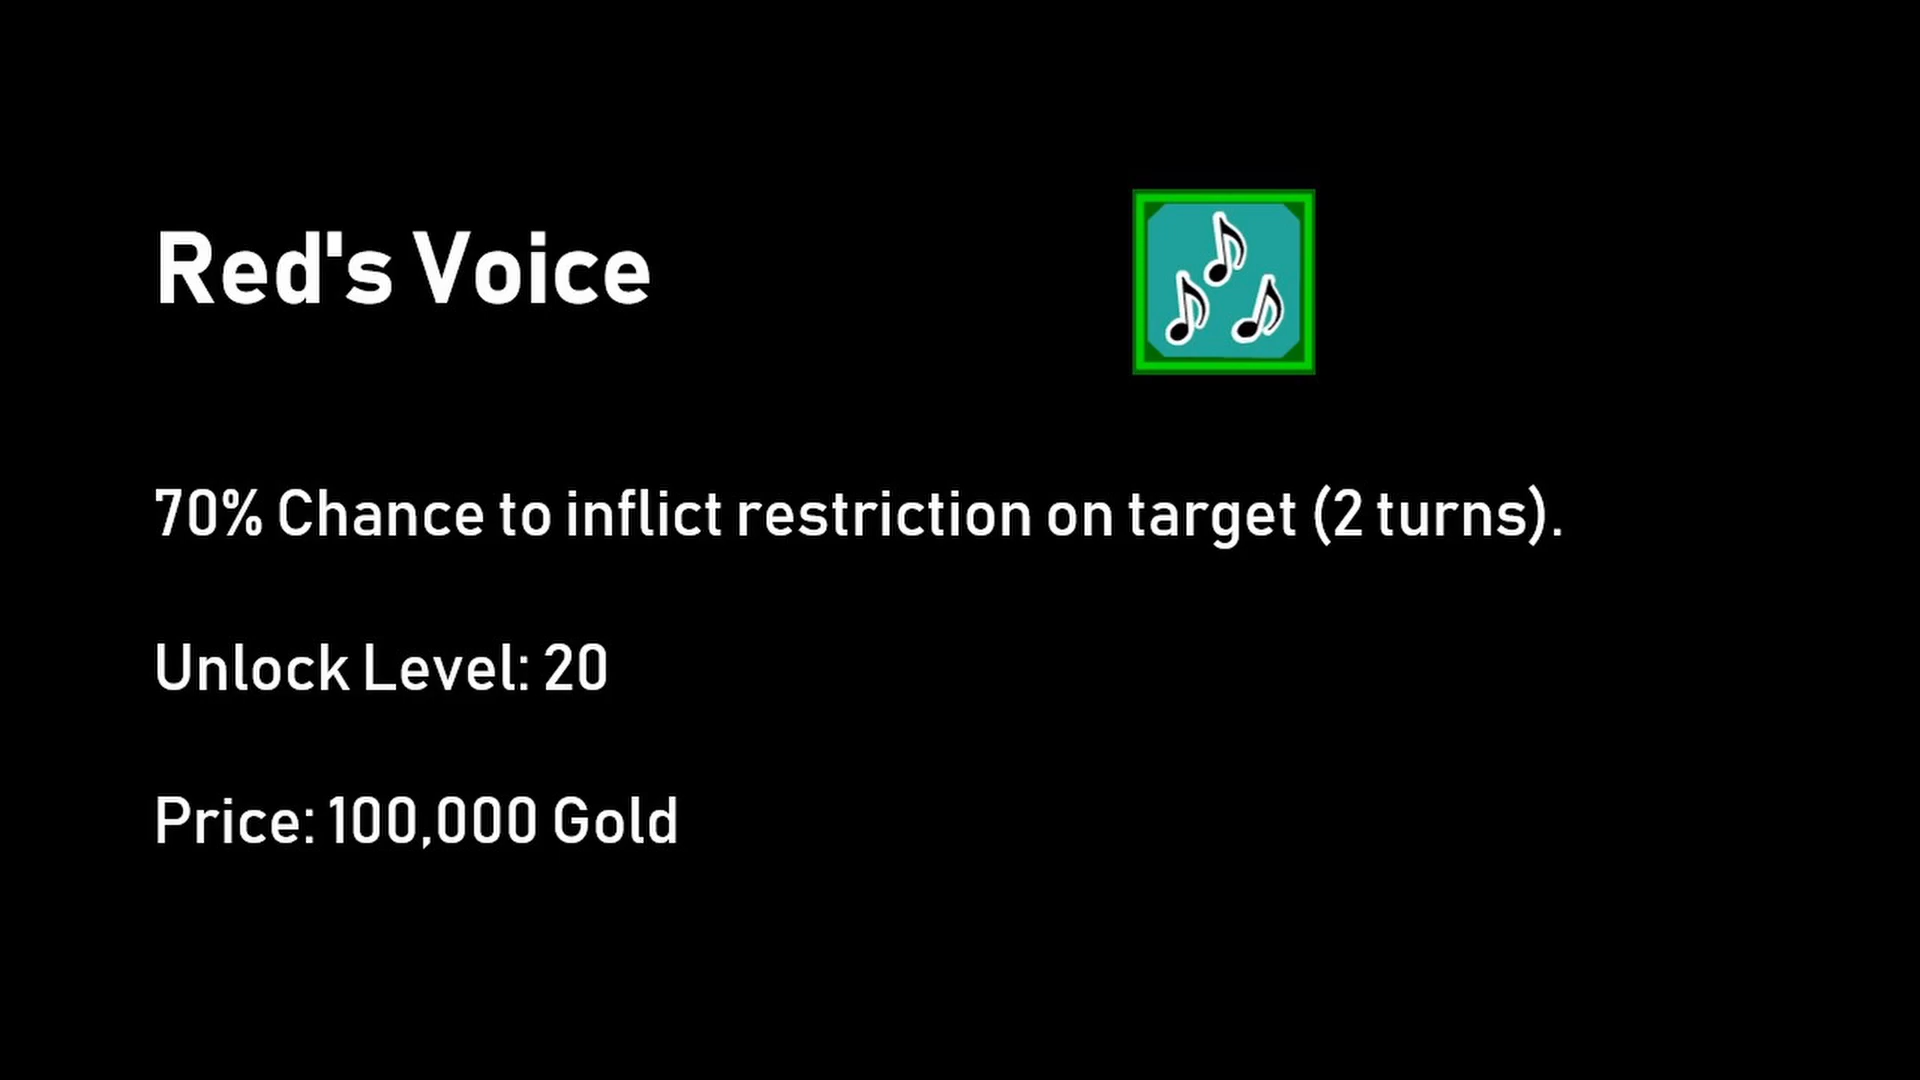 Red's Voice
70% Chance to inflict restriction on target (2 turns).
Unlock Level: 20
Price: 100,000 Gold